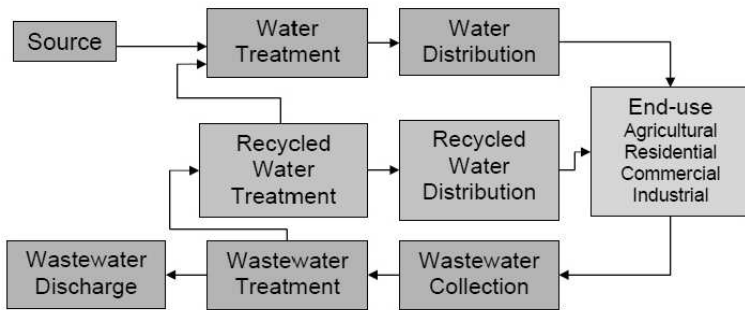 Source
Water
Treatment
Water
Distribution
End-use
Agricultural
Residential
Commercial
Industrial
Recycled
Water
Treatment
Recycled
Water
Distribution
Wastewater
Discharge
Wastewater
Treatment
Wastewater
Collection